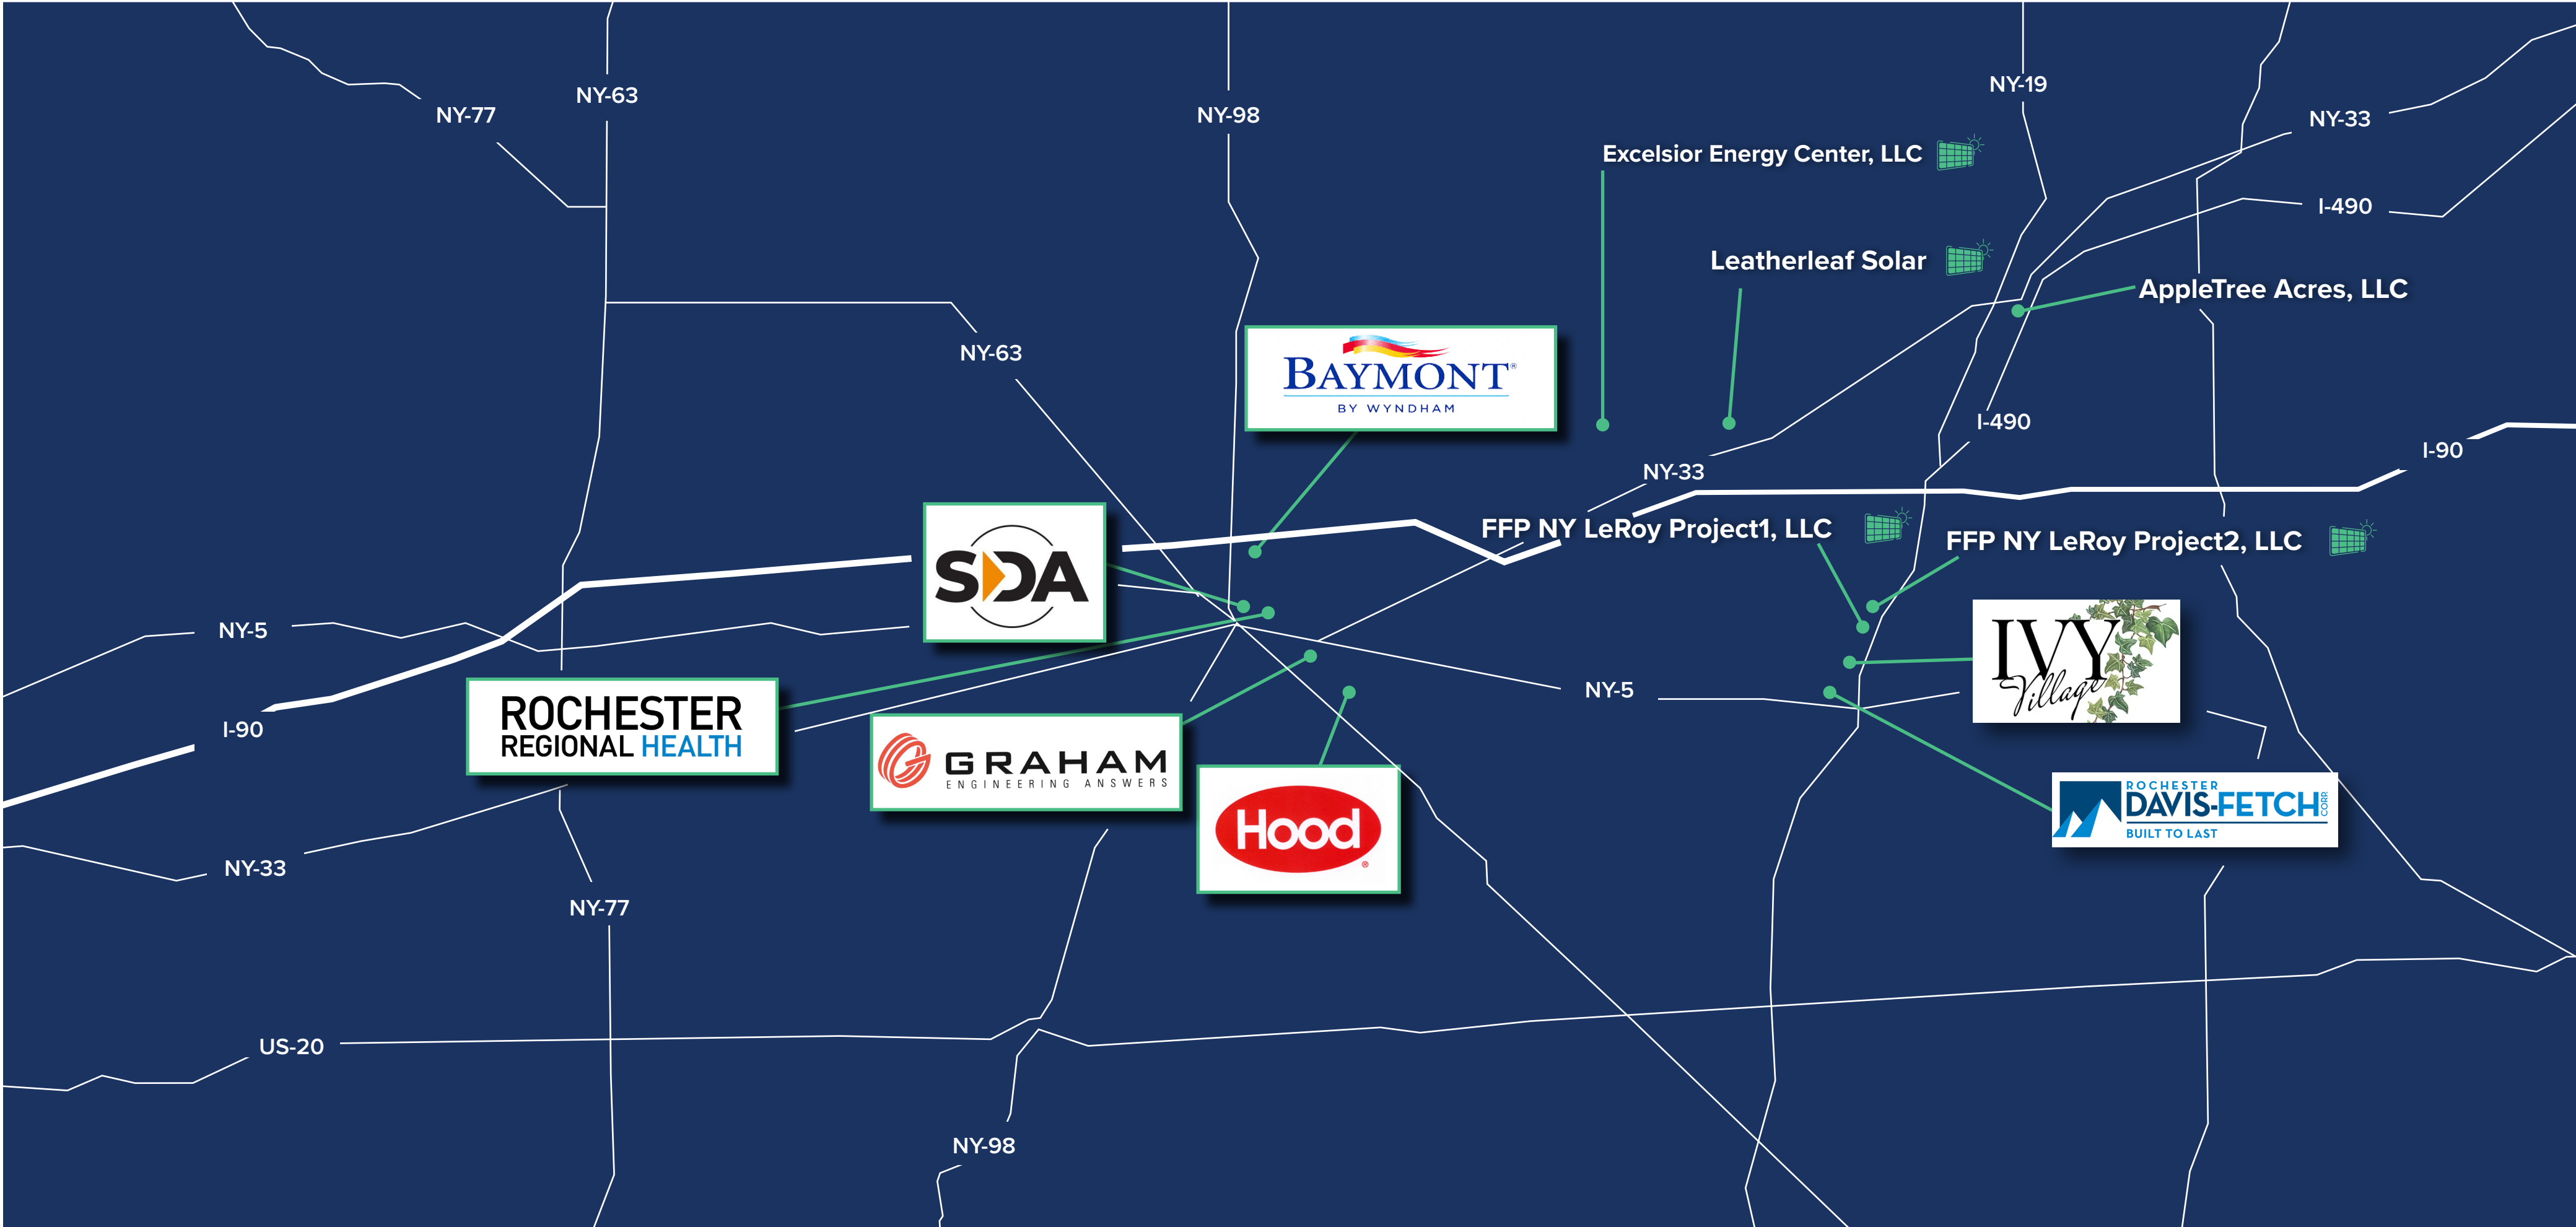 NY-63
NY-19
NY-77
NY-98
NY-33
Excelsior Energy Center, LLC
I-490
Leatherleaf Solar
AppleTree Acres, LLC
NY-63
BAYMONT®
BY WYNDHAM
I-490
I-90
NY-33
FFP NY LeRoy Project1, LLC
FFP NY LeRoy Project2, LLC
SDA
NY-5
IVY
Village
NY-5
ROCHESTER
REGIONAL HEALTH
I-90
GRAHAM
ENGINEERING ANSWERS
ROCHESTER
DAVIS-FETCH CORP.
BUILT TO LAST
Hood®
NY-33
NY-77
US-20
NY-98